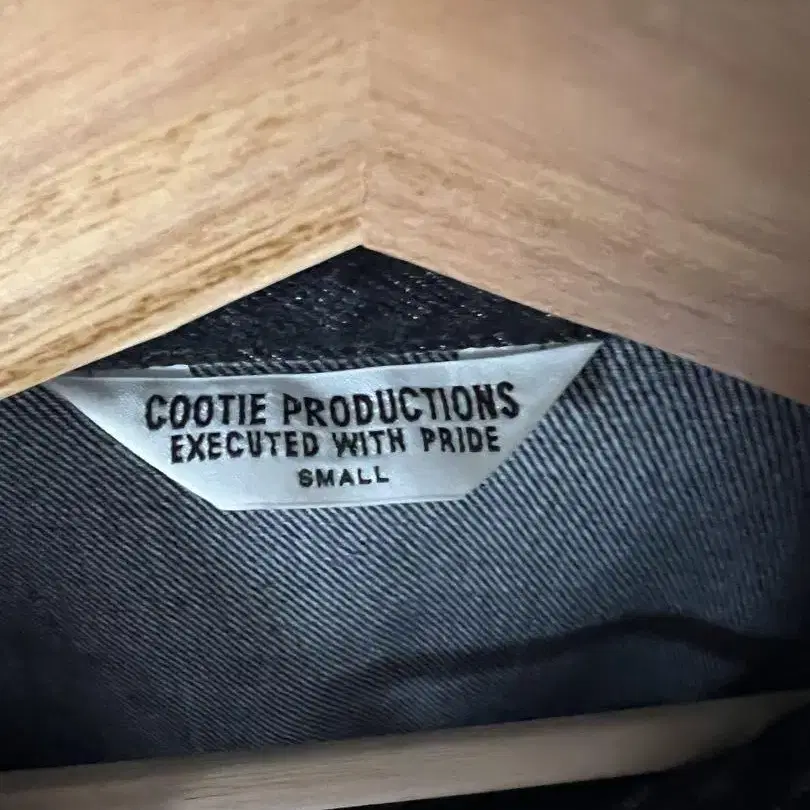 COOTIE PRODUCTIONS
EXECUTED WITH PRIDE
SMALL